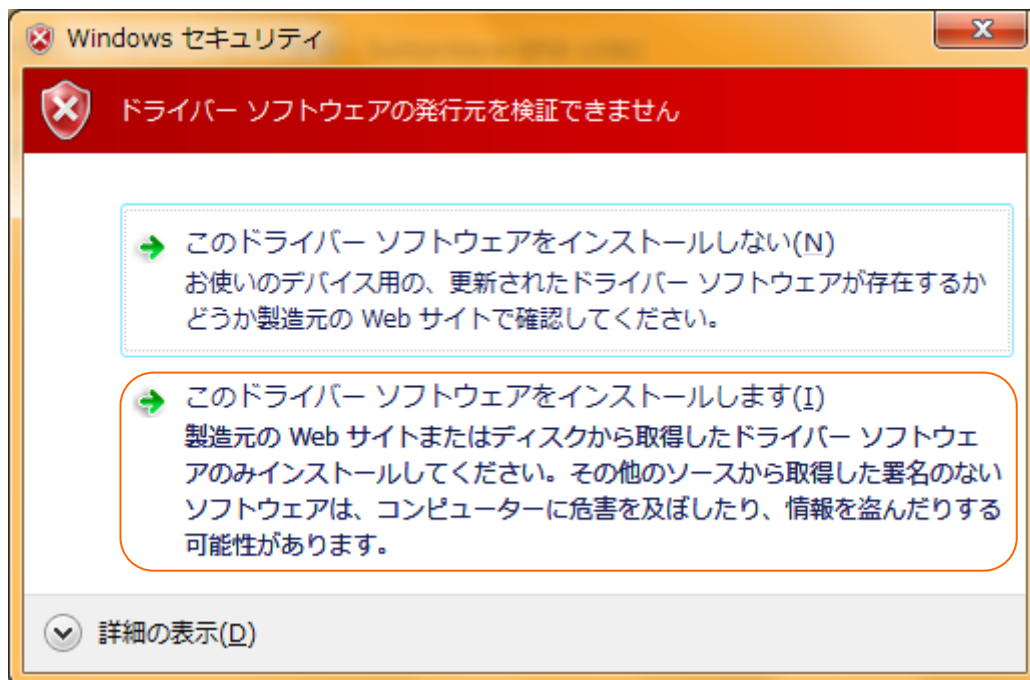 Windows セキュリティ
ドライバー ソフトウェアの発行元を検証できません
このドライバー ソフトウェアをインストールしない(N)
お使いのデバイス用の、更新されたドライバー ソフトウェアが存在するか
どうか製造元の Web サイトで確認してください。
このドライバー ソフトウェアをインストールします(I)
製造元の Web サイトまたはディスクから取得したドライバー ソフトウェ
アのみインストールしてください。その他のソースから取得した署名のない
ソフトウェアは、コンピューターに危害を及ぼしたり、情報を盗んだりする
可能性があります。
詳細の表示(D)